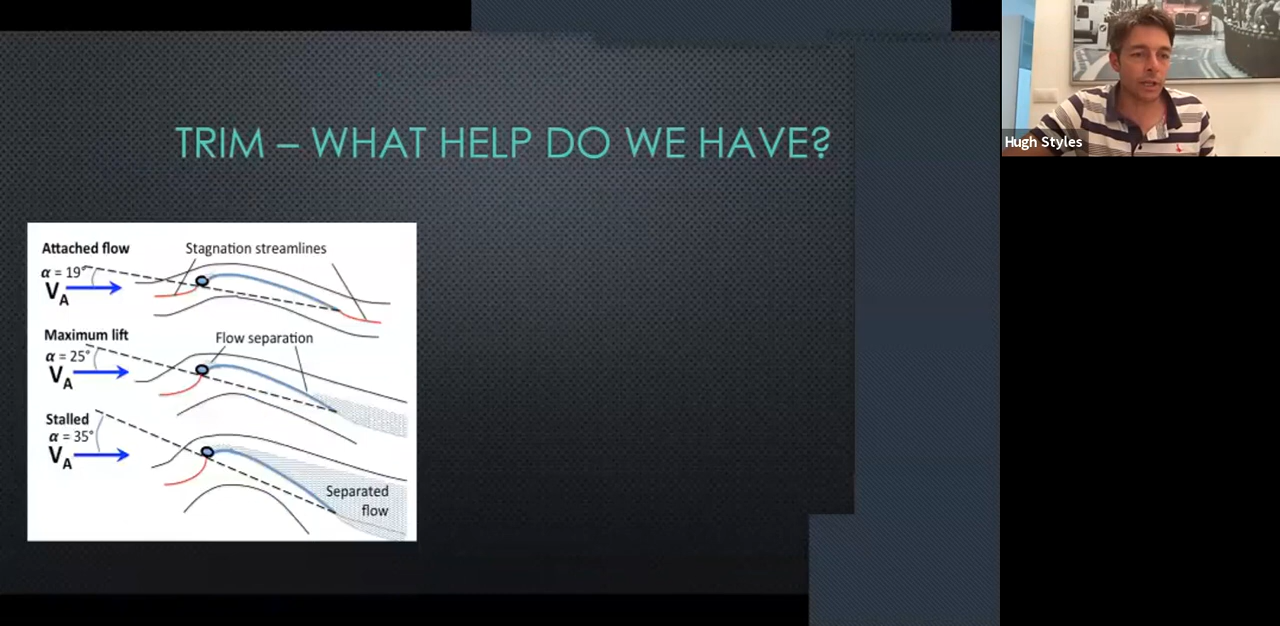 TRIM – WHAT HELP DO WE HAVE?
Hugh Styles
Attached flow
Stagnation streamlines
α = 19°
VA
Maximum lift
Flow separation
α = 25°
VA
Stalled
α = 35°
VA
Separated
flow